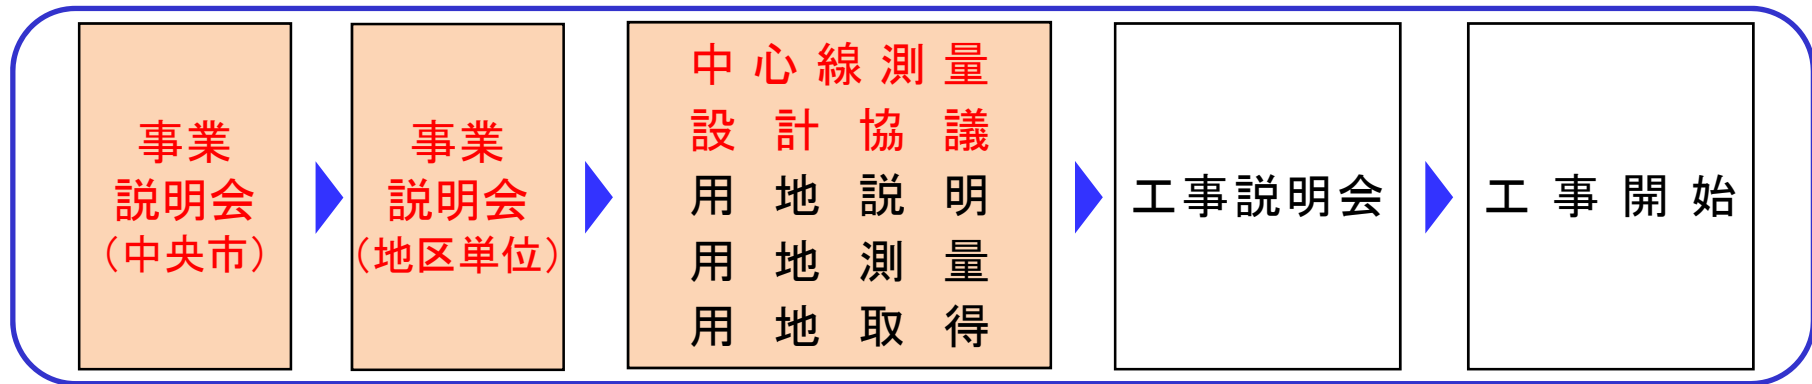 事業
説明会
（中央市）
事業
説明会
（地区単位）
中心線測量
設計協議
用地説明
用地測量
用地取得
工事説明会
工事開始